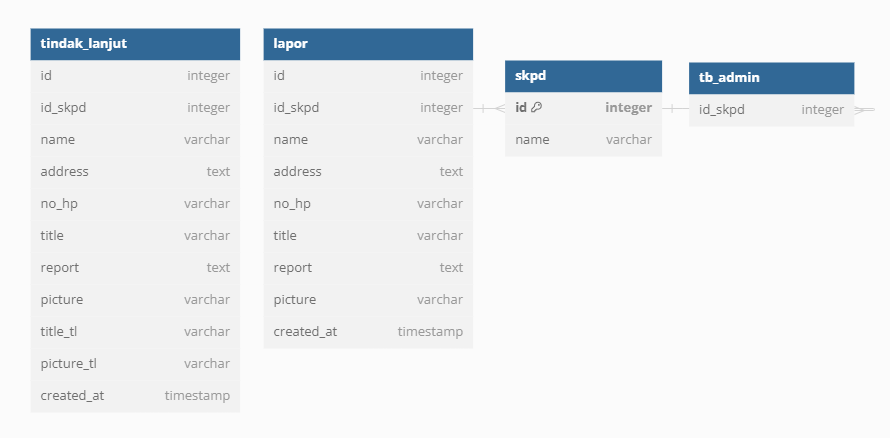 tindak_lanjut
id integer
id_skpd integer
name varchar
address text
no_hp varchar
title varchar
report text
picture varchar
title_tl varchar
picture_tl varchar
created_at timestamp
lapor
id integer
id_skpd integer
name varchar
address text
no_hp varchar
title varchar
report text
picture varchar
created_at timestamp
skpd
id integer
name varchar
tb_admin
id_skpd integer